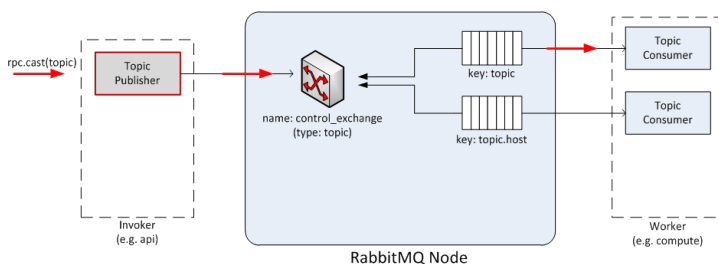 rpc.cast(topic)
Topic
Publisher
Invoker
(e.g. api)
name: control_exchange
(type: topic)
key: topic
key: topic.host
RabbitMQ Node
Topic
Consumer
Topic
Consumer
Worker
(e.g. compute)